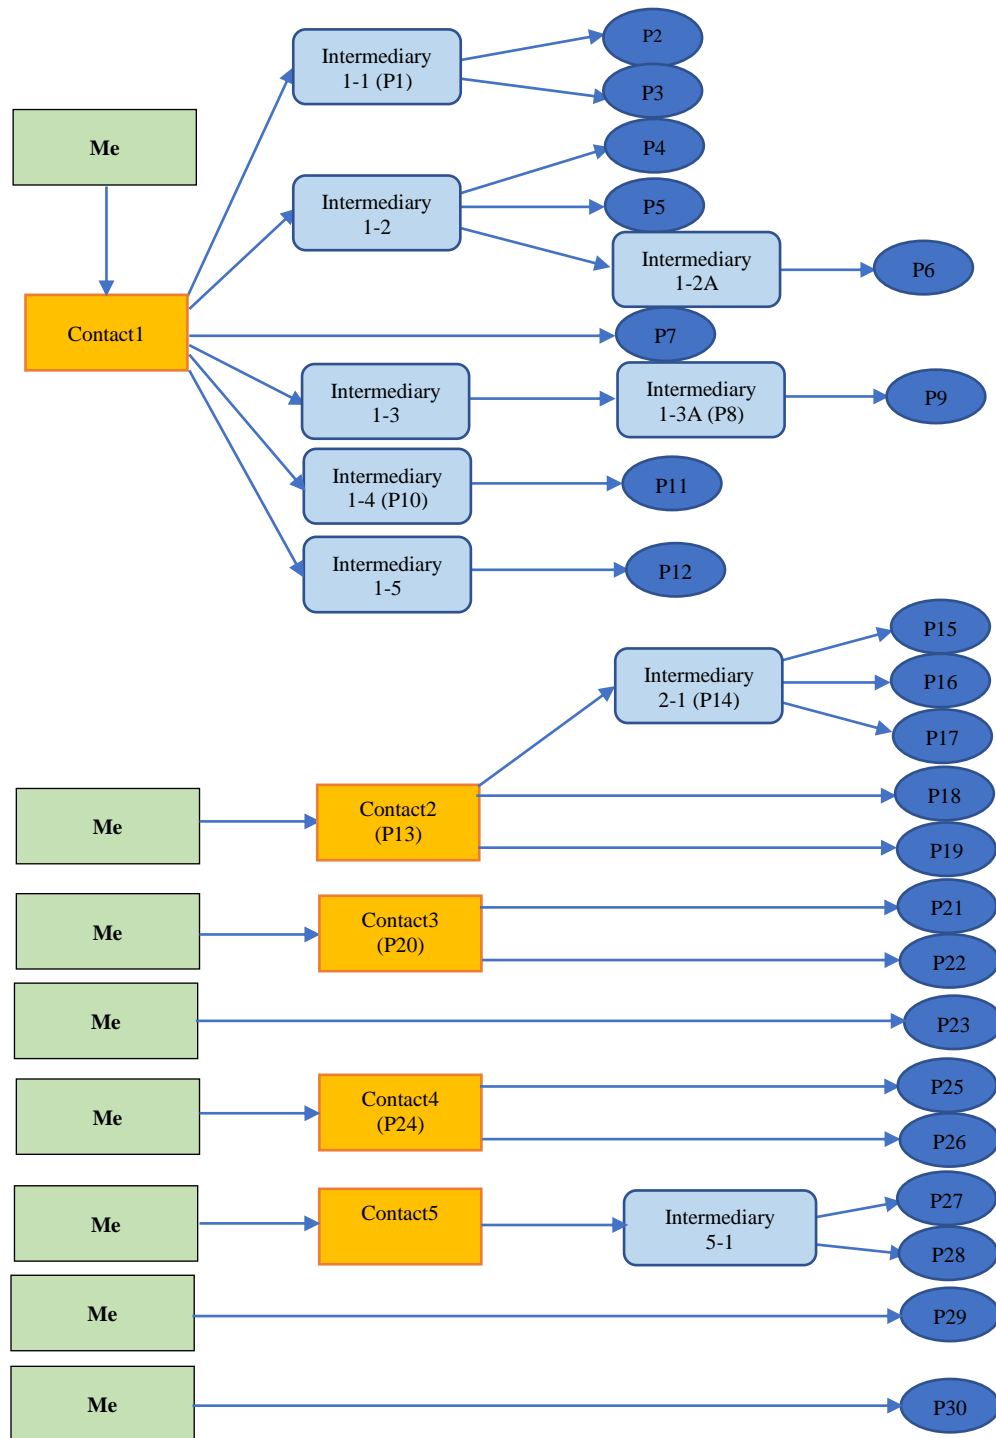 Me
Contact1
Intermediary
1-1 (P1)
P2
P3
Intermediary
1-2
P4
P5
Intermediary
1-2A
P6
P7
Intermediary
1-3
Intermediary
1-3A (P8)
P9
Intermediary
1-4 (P10)
P11
Intermediary
1-5
P12
Me
Contact2
(P13)
Intermediary
2-1 (P14)
P15
P16
P17
P18
P19
Me
Contact3
(P20)
P21
P22
Me
P23
Me
Contact4
(P24)
P25
P26
Me
Contact5
Intermediary
5-1
P27
P28
Me
P29
Me
P30